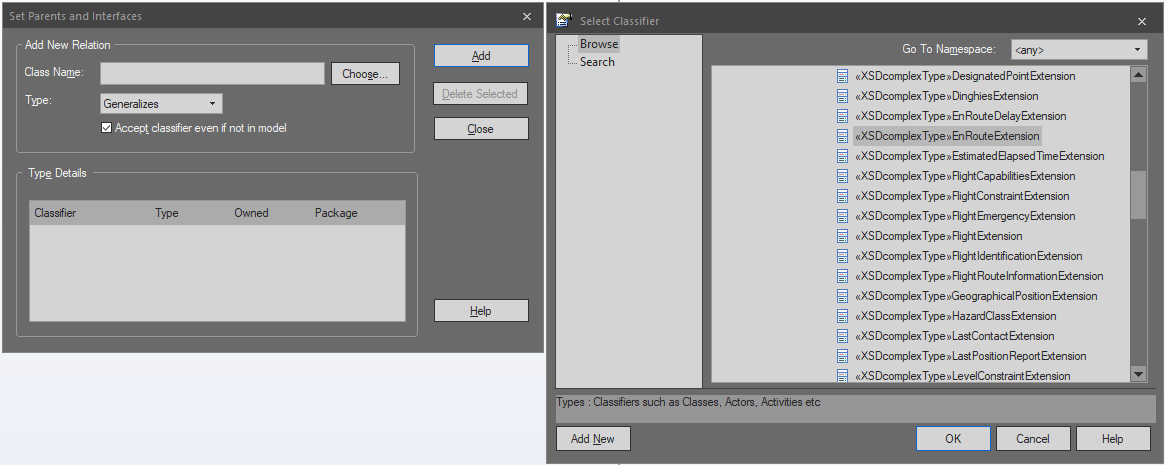 Set Parents and Interfaces
Add New Relation
Class Name:
Choose...
Type:
Generalizes
Accept classifier even if not in model
Add
Delete Selected
Close
Type Details
Classifier Type Owned Package
Help
Select Classifier
Browse
Search
Go To Namespace: <any>
«XSDcomplexType»DesignatedPointExtension
«XSDcomplexType»DinghiesExtension
«XSDcomplexType»EnRouteDelayExtension
«XSDcomplexType»EnRouteExtension
«XSDcomplexType»EstimatedElapsedTimeExtension
«XSDcomplexType»FlightCapabilitiesExtension
«XSDcomplexType»FlightConstraintExtension
«XSDcomplexType»FlightEmergencyExtension
«XSDcomplexType»FlightExtension
«XSDcomplexType»FlightIdentificationExtension
«XSDcomplexType»FlightRouteInformationExtension
«XSDcomplexType»GeographicalPositionExtension
«XSDcomplexType»HazardClassExtension
«XSDcomplexType»LastContactExtension
«XSDcomplexType»LastPositionReportExtension
«XSDcomplexType»LevelConstraintExtension
Types : Classifiers such as Classes, Actors, Activities etc
Add New
OK
Cancel
Help